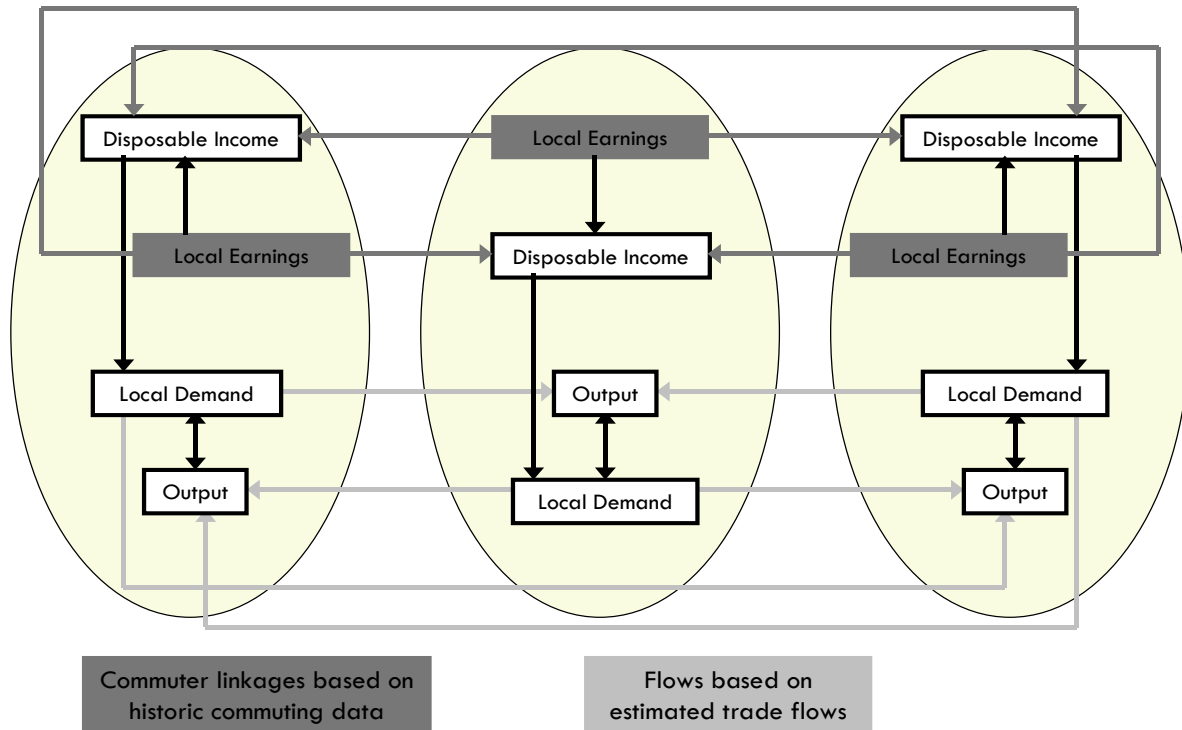 Disposable Income
Local Earnings
Disposable Income
Local Earnings
Disposable Income
Local Earnings
Local Demand
Output
Local Demand
Output
Local Demand
Output
Commuter linkages based on
historic commuting data
Flows based on
estimated trade flows